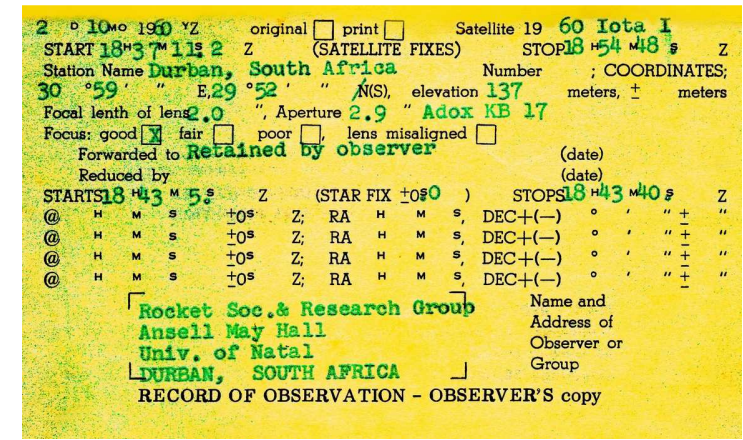 2 D 10 MO 1960 YZ original □ print □ Satellite 19 60 Iota I
START 18 H 37 M 11 S. 2 Z (SATELLITE FIXES) STOP 18 H 54 M 48 S Z
Station Name Durban, South Africa Number ; COORDINATES;
30 °59 ' " E, 29 °52 ' " N(S), elevation 137 meters, ± meters
Focal lenth of lens 2.0 ", Aperture 2.9 " Adox KB 17
Focus: good [X] fair □ poor □, lens misaligned □
Forwarded to Retained by observer (date)
Reduced by (date)
STARTS 18 H 43 M 5. S Z (STAR FIX ±0 S 0 ) STOPS 18 H 43 M 40 S Z
@ H M S ±0S Z; RA H M S, DEC+(—) ° ' " ± "
@ H M S ±0S Z; RA H M S, DEC+(—) ° ' " ± "
@ H M S ±0S Z; RA H M S, DEC+(—) ° ' " ± "
@ H M S ±0S Z; RA H M S, DEC+(—) ° ' " ± "
Rocket Soc.& Research Group
Ansell May Hall
Univ. of Natal
DURBAN, SOUTH AFRICA
Name and
Address of
Observer or
Group
RECORD OF OBSERVATION - OBSERVER'S copy